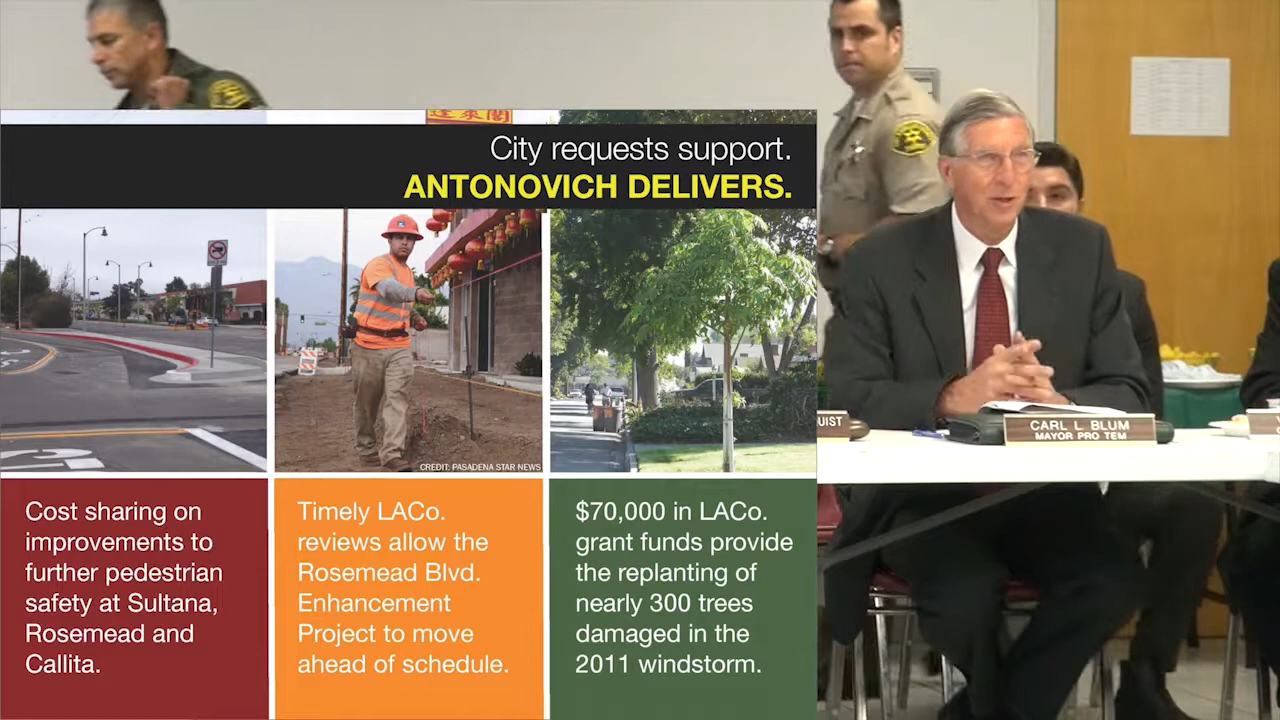 City requests support.
ANTONOVICH DELIVERS.
CREDIT: PASADENA STAR NEWS
Cost sharing on
improvements to
further pedestrian
safety at Sultana,
Rosemead and
Callita.
Timely LACo.
reviews allow the
Rosemead Blvd.
Enhancement
Project to move
ahead of schedule.
$70,000 in LACo.
grant funds provide
the replanting of
nearly 300 trees
damaged in the
2011 windstorm.
UIST
CARL L BLUM
MAYOR PRO TEM